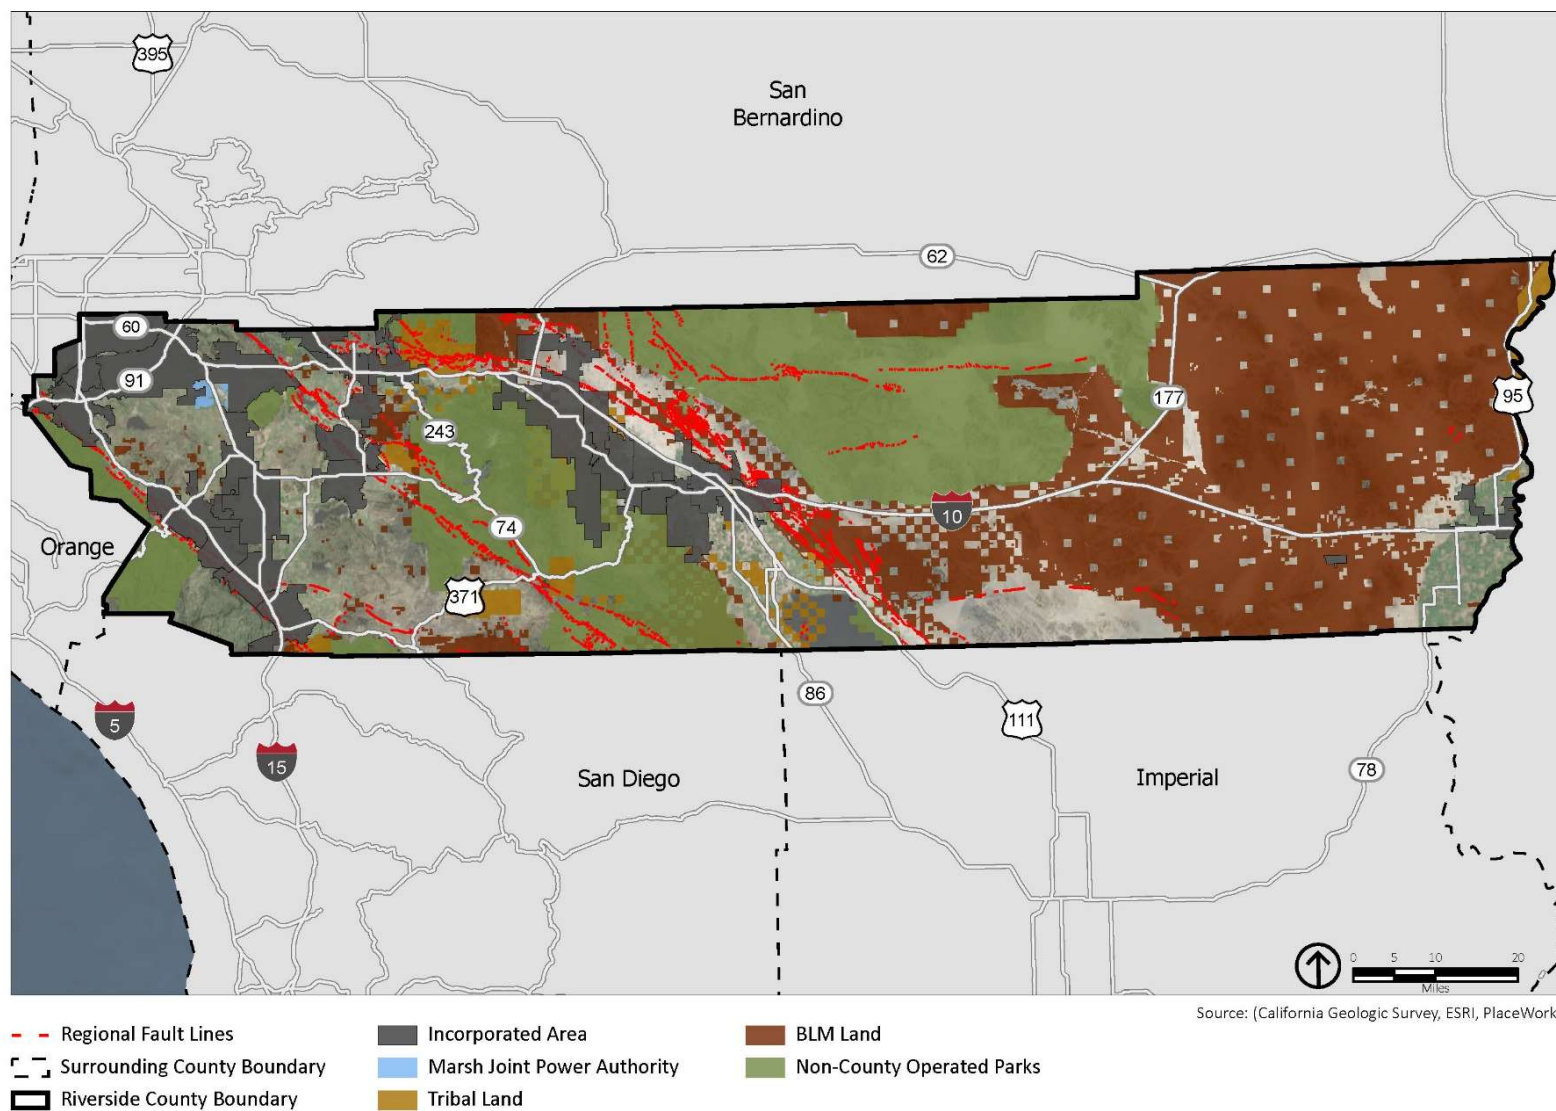 395
San
Bernardino
62
60
91
177
95
243
10
Orange
74
371
86
5
111
15
San Diego
Imperial
78
0 5 10 20
Miles
Source: (California Geologic Survey, ESRI, PlaceWork
Regional Fault Lines
Incorporated Area
BLM Land
Surrounding County Boundary
Marsh Joint Power Authority
Non-County Operated Parks
Riverside County Boundary
Tribal Land